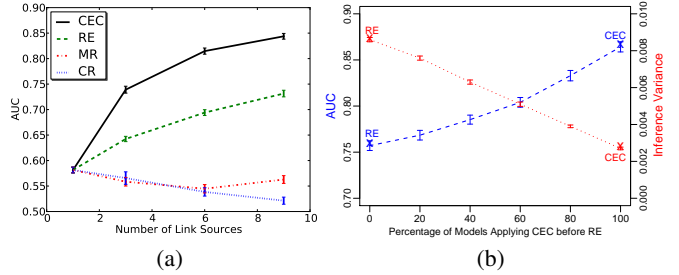 0.90
0.85
0.80
0.75
0.70
0.65
0.60
0.55
0.50
AUC
CEC
RE
MR
CR
0 2 4 6 8 10
Number of Link Sources
(a)
0.90
0.85
0.80
0.75
0.70
AUC
RE
RE
CEC
CEC
0.010
0.008
0.006
0.004
0.002
0.000
Inference Variance
0 20 40 60 80 100
Percentage of Models Applying CEC before RE
(b)